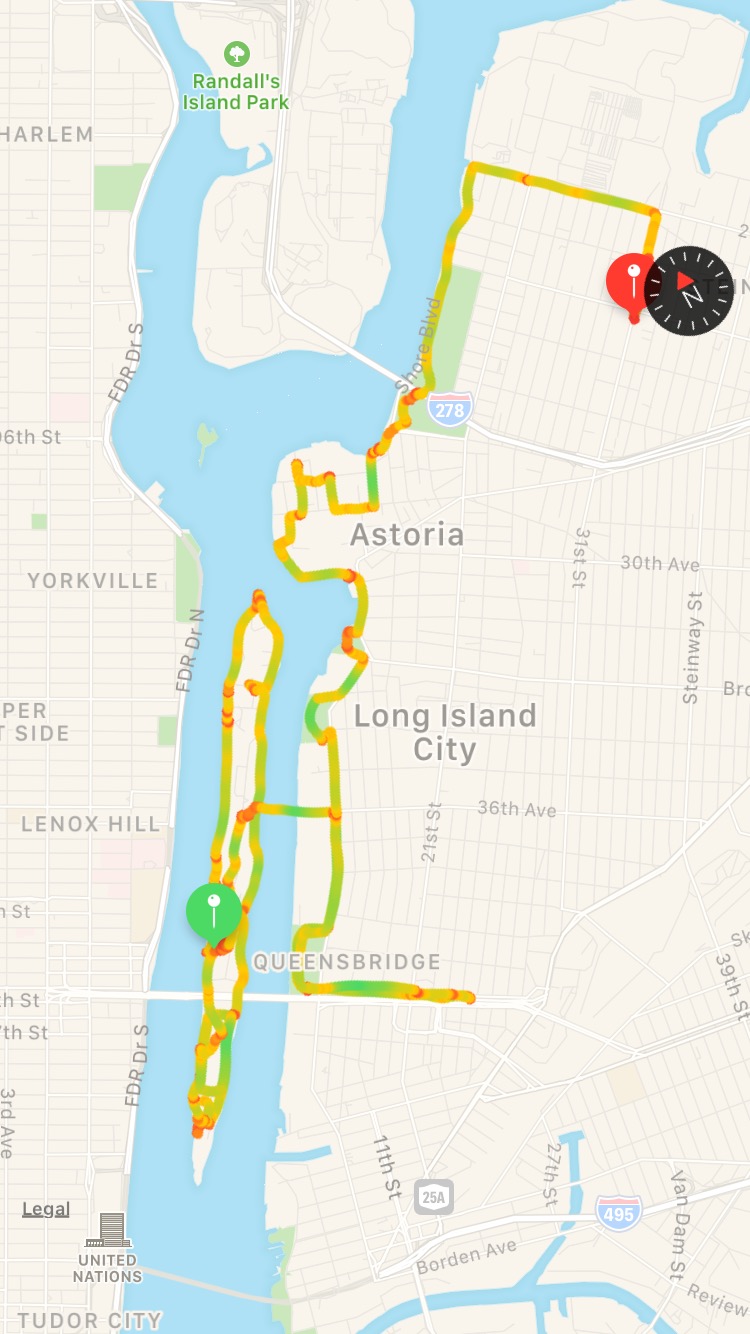 Randall's
Island Park
HARLEM
FDR Dr S
Shore Blvd
278
N
06th St
Astoria
31st St
30th Ave
YORKVILLE
FDR Dr N
Steinway St
PER
T SIDE
Long Island
City
Bro
LENOX HILL
21st St
36th Ave
h St
QUEENSBRIDGE
39th St
Sk
th St
7th St
FDR Dr S
3rd Ave
11th St
27th St
25A
495
Van Dam St
Legal
UNITED
NATIONS
Borden Ave
Review
TUDOR CITY